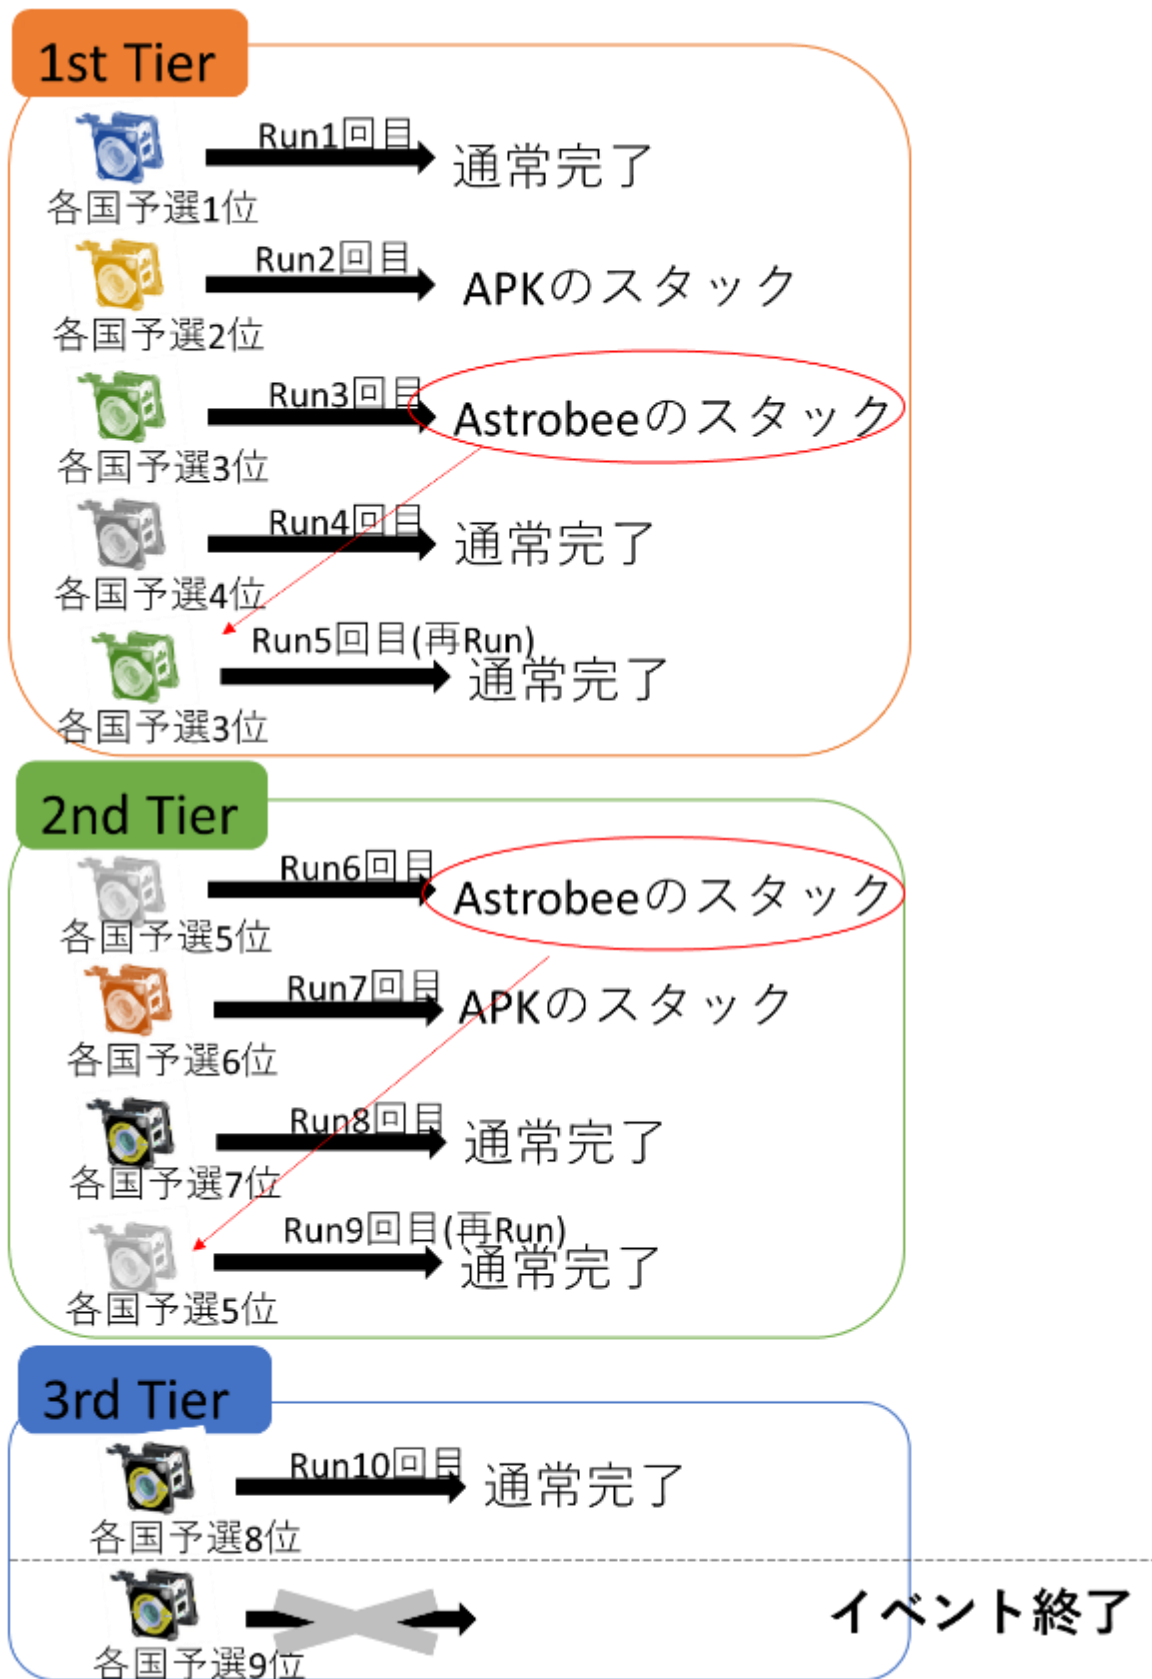 1st Tier
Run1回目
通常完了
各国予選1位
Run2回目
APKのスタック
各国予選2位
Run3回目
Astrobeeのスタック
各国予選3位
Run4回目
通常完了
各国予選4位
Run5回目(再Run)
通常完了
各国予選3位
2nd Tier
Run6回目
Astrobeeのスタック
各国予選5位
Run7回目
APKのスタック
各国予選6位
Run8回目
通常完了
各国予選7位
Run9回目(再Run)
通常完了
各国予選5位
3rd Tier
Run10回目
通常完了
各国予選8位
イベント終了
各国予選9位